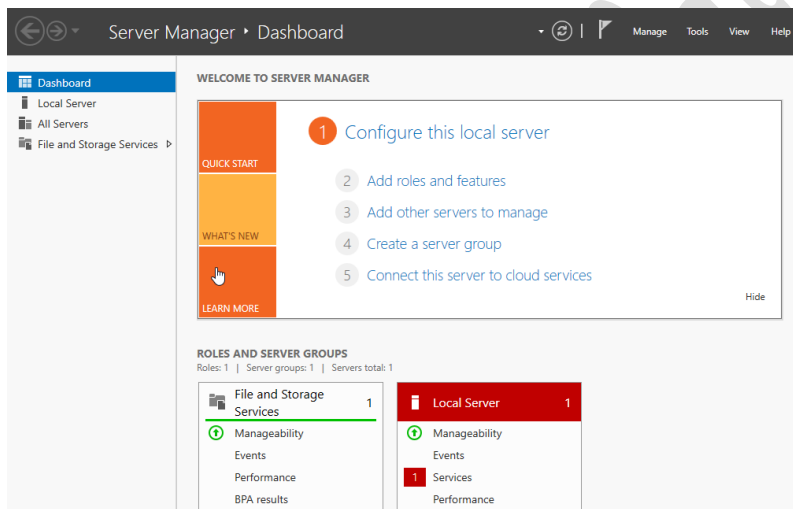 Server Manager • Dashboard
Manage Tools View Help
Dashboard
Local Server
All Servers
File and Storage Services
WELCOME TO SERVER MANAGER
QUICK START
WHAT'S NEW
LEARN MORE
1 Configure this local server
2 Add roles and features
3 Add other servers to manage
4 Create a server group
5 Connect this server to cloud services
Hide
ROLES AND SERVER GROUPS
Roles: 1 | Server groups: 1 | Servers total: 1
File and Storage
Services 1
Manageability
Events
Performance
BPA results
Local Server 1
Manageability
Events
1 Services
Performance